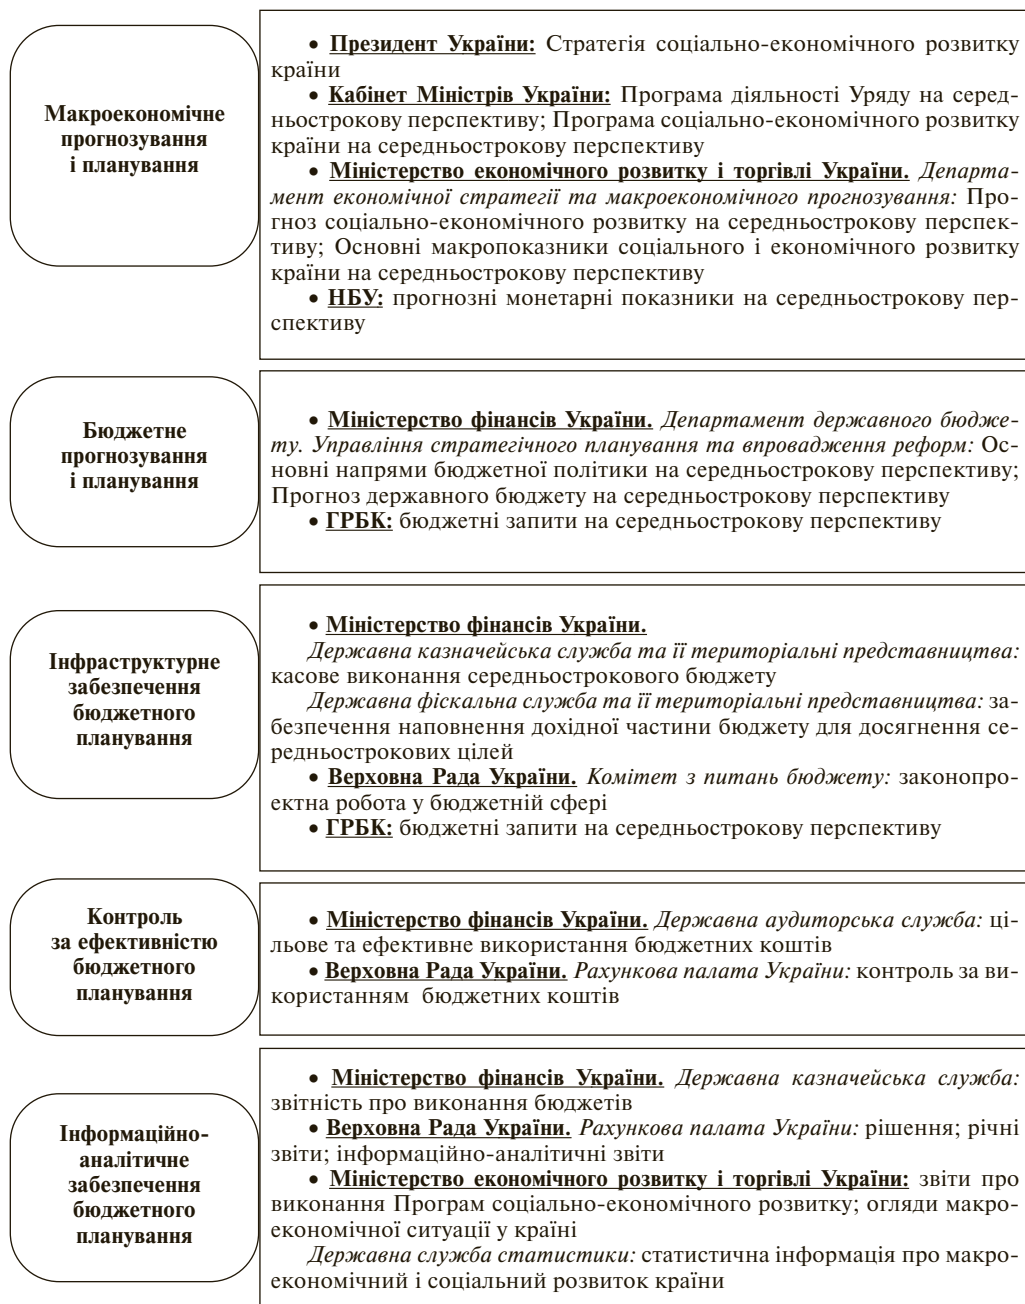 Макроекономічне
прогнозування
і планування
• Президент України: Стратегія соціально-економічного розвитку
країни
• Кабінет Міністрів України: Програма діяльності Уряду на серед-
ньострокову перспективу; Програма соціально-економічного розвитку
країни на середньострокову перспективу
• Міністерство економічного розвитку і торгівлі України. Департа-
мент економічної стратегії та макроекономічного прогнозування: Про-
гноз соціально-економічного розвитку на середньострокову перспек-
тиву; Основні макропоказники соціального і економічного розвитку
країни на середньострокову перспективу
• НБУ: прогнозні монетарні показники на середньострокову пер-
спективу
Бюджетне
прогнозування
і планування
• Міністерство фінансів України. Департамент державного бюдже-
ту. Управління стратегічного планування та впровадження реформ: Ос-
новні напрями бюджетної політики на середньострокову перспективу;
Прогноз державного бюджету на середньострокову перспективу
• ГРБК: бюджетні запити на середньострокову перспективу
Інфраструктурне
забезпечення
бюджетного
планування
• Міністерство фінансів України.
Державна казначейська служба та її територіальні представництва:
касове виконання середньострокового бюджету
Державна фіскальна служба та її територіальні представництва: за-
безпечення наповнення дохідної частини бюджету для досягнення се-
редньострокових цілей
• Верховна Рада України. Комітет з питань бюджету: законопро-
ектна робота у бюджетній сфері
• ГРБК: бюджетні запити на середньострокову перспективу
Контроль
за ефективністю
бюджетного
планування
• Міністерство фінансів України. Державна аудиторська служба: ці-
льове та ефективне використання бюджетних коштів
• Верховна Рада України. Рахункова палата України: контроль за ви-
користанням бюджетних коштів
Інформаційно-
аналітичне
забезпечення
бюджетного
планування
• Міністерство фінансів України. Державна казначейська служба:
звітність про виконання бюджетів
• Верховна Рада України. Рахункова палата України: рішення; річні
звіти; інформаційно-аналітичні звіти
• Міністерство економічного розвитку і торгівлі України: звіти про
виконання Програм соціально-економічного розвитку; огляди макро-
економічної ситуації у країні
Державна служба статистики: статистична інформація про макро-
економічний і соціальний розвиток країни